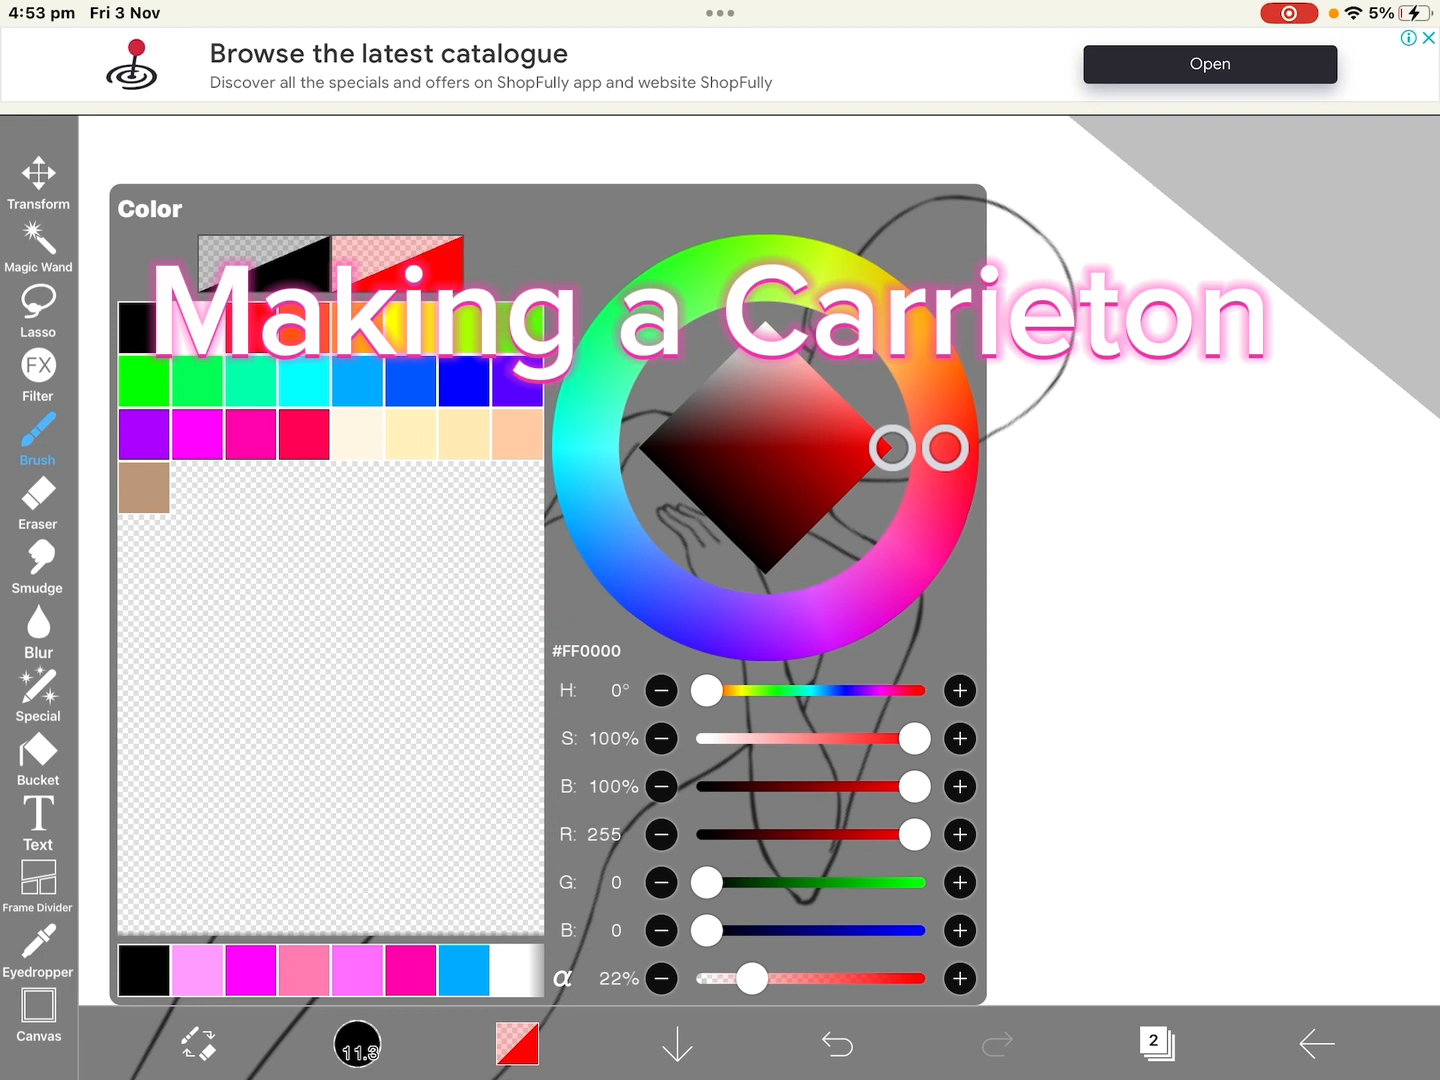 4:53 pm Fri 3 Nov
5%
Browse the latest catalogue
Discover all the specials and offers on ShopFully app and website ShopFully
Open
Transform
Magic Wand
Lasso
FX
Filter
Brush
Eraser
Smudge
Blur
Special
Bucket
T
Text
Frame Divider
Eyedropper
Canvas
Color
Making a Carrieton
#FF0000
H: 0°
S: 100%
B: 100%
R: 255
G: 0
B: 0
α 22%
11.3
2